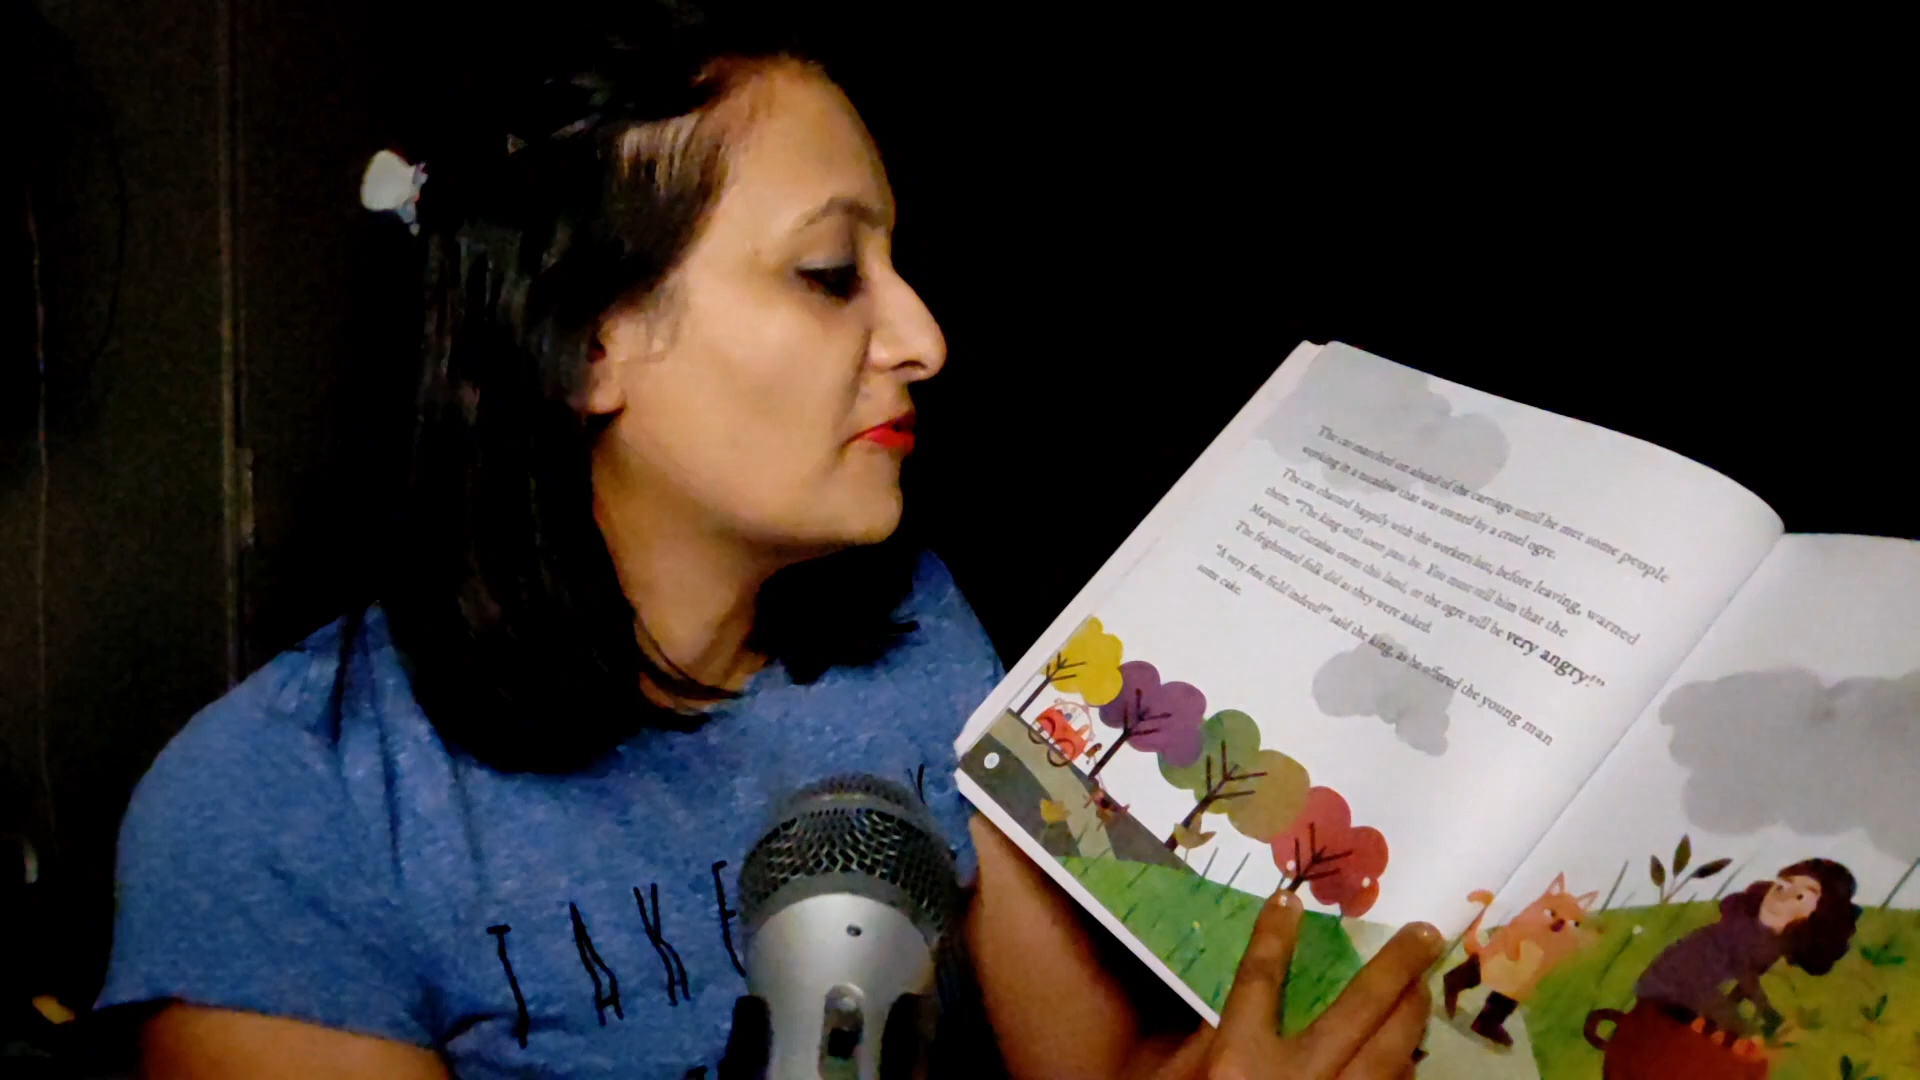 TAKE
The cat marched on ahead of the carriage until he met some people
working in a meadow that was owned by a cruel ogre.
The cat chatted happily with the workers but, before leaving, warned
them, "The king will soon pass by. You must tell him that the
Marquis of Carabas owns this land, or the ogre will be very angry!"
The frightened folk did as they were asked.
"A very fine field indeed!" said the king, as he offered the young man
some cake.